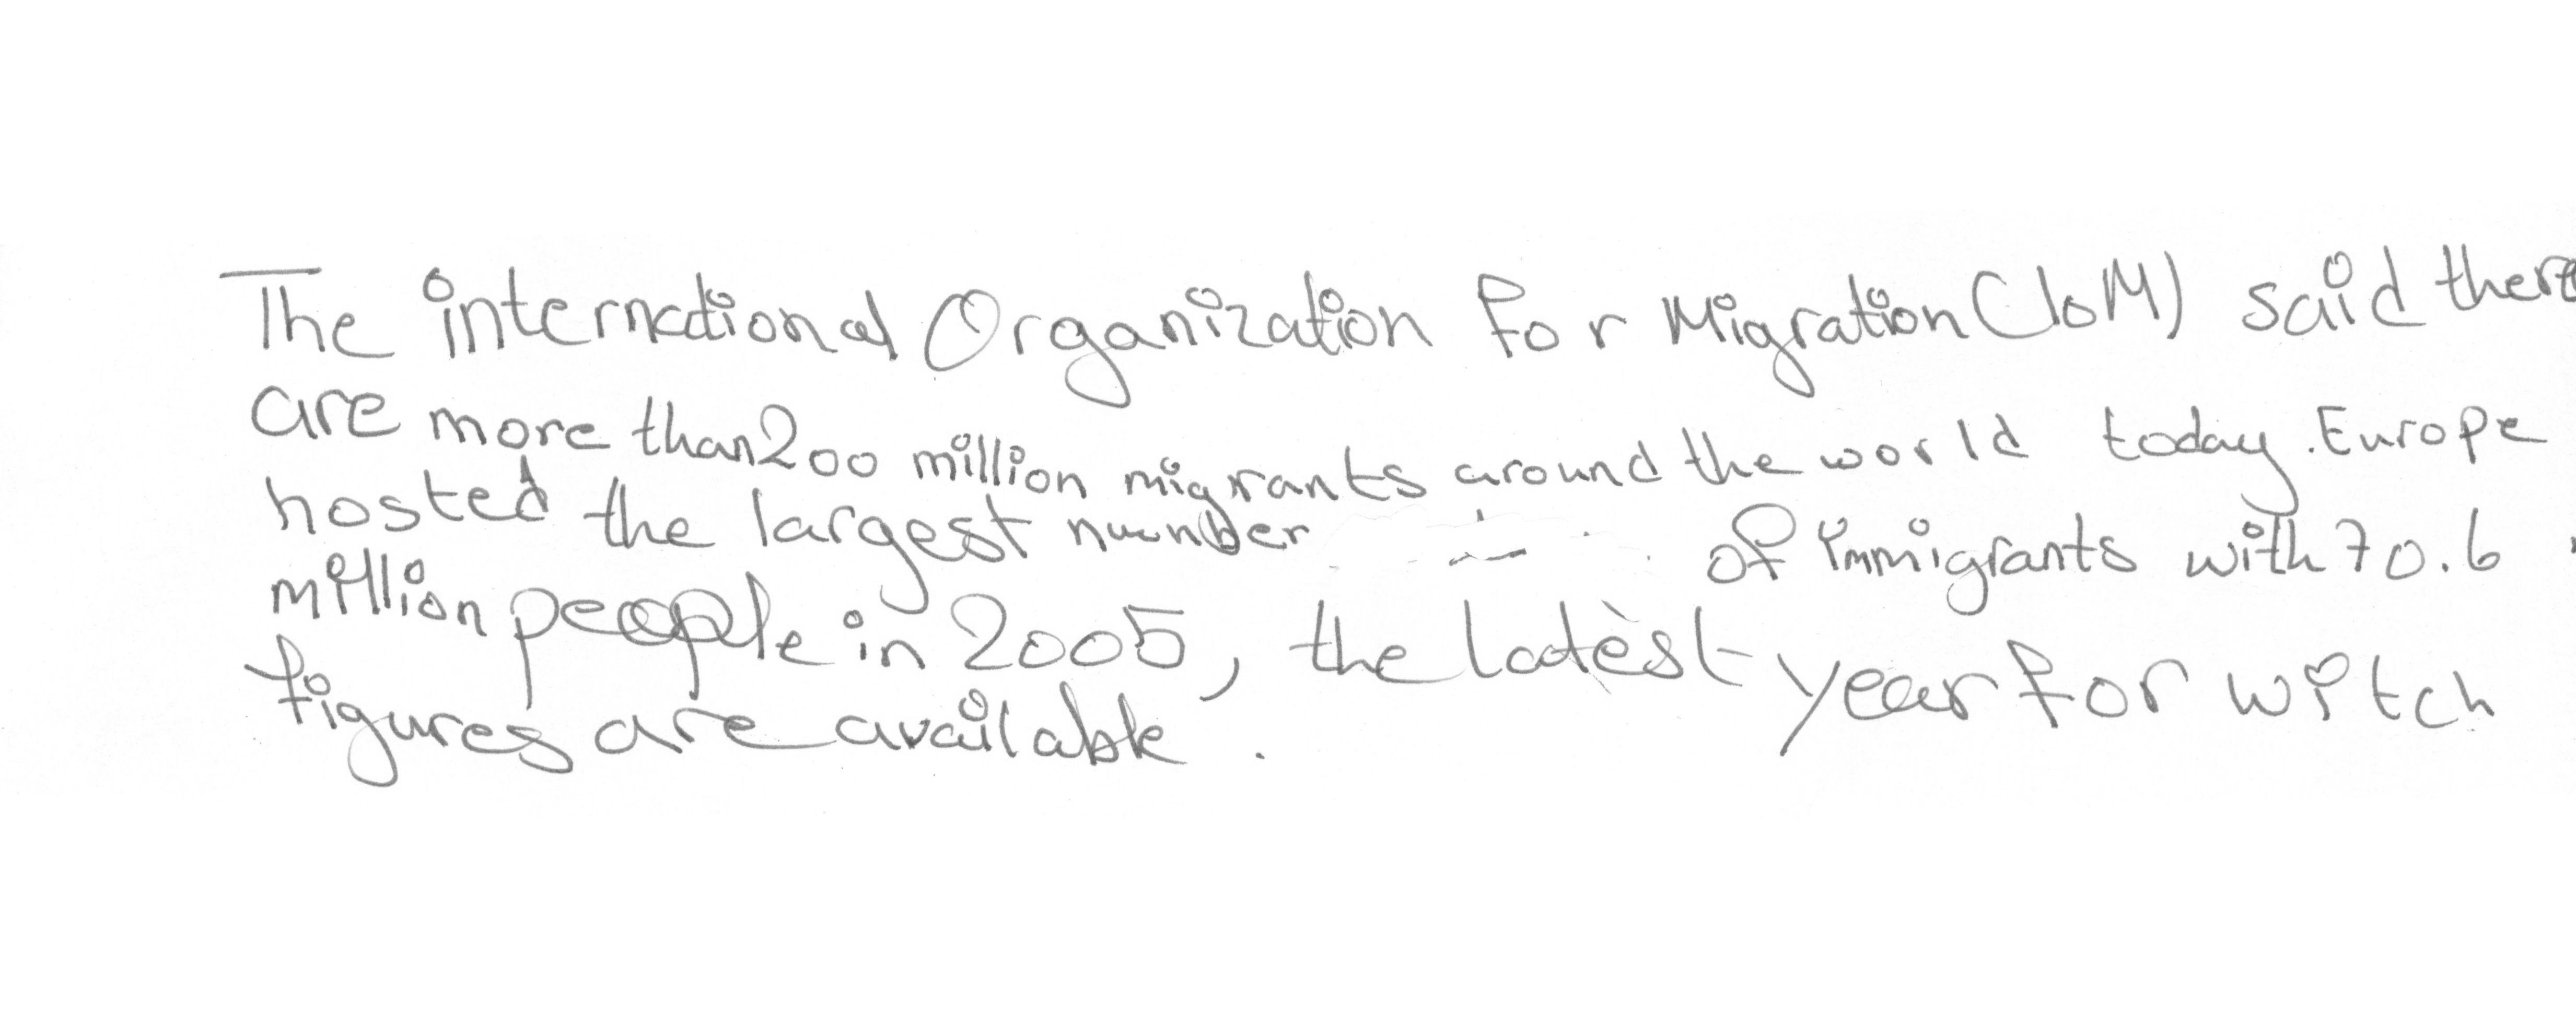 The international Organization for Migration (IoM) said there
are more than 200 million migrants around the world today. Europe
hosted the largest number of immigrants with 70.6
million people in 2005, the latest year for witch
figures are available.